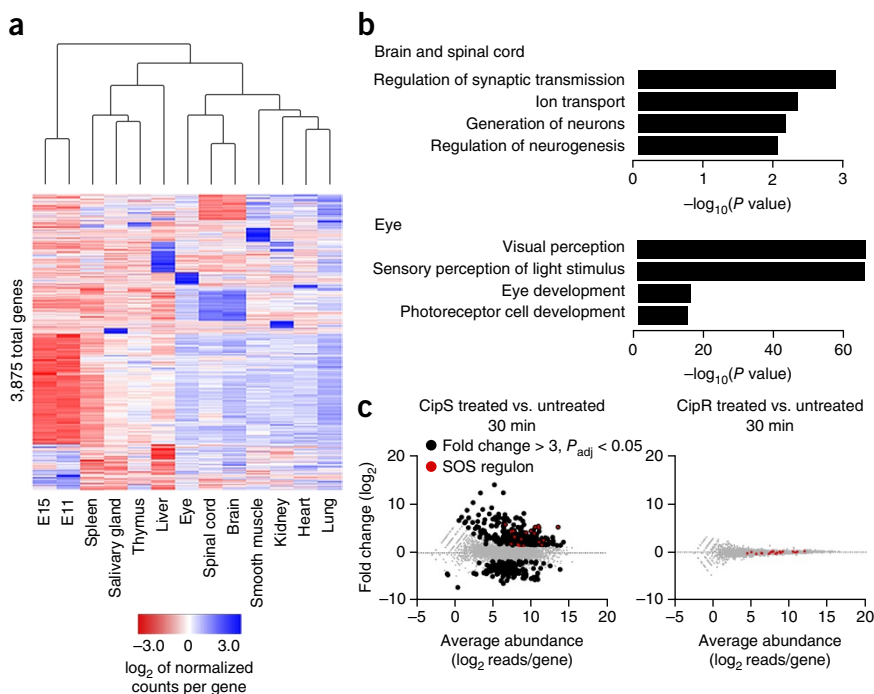 a
3,875 total genes
E15
E11
Spleen
Salivary gland
Thymus
Liver
Eye
Spinal cord
Brain
Smooth muscle
Kidney
Heart
Lung
–3.0 0 3.0
log2 of normalized
counts per gene
b
Brain and spinal cord
Regulation of synaptic transmission
Ion transport
Generation of neurons
Regulation of neurogenesis
0 1 2 3
–log10(P value)
Eye
Visual perception
Sensory perception of light stimulus
Eye development
Photoreceptor cell development
0 20 40 60
–log10(P value)
c
CipS treated vs. untreated
30 min
Fold change > 3, Padj < 0.05
SOS regulon
Fold change (log2)
20
10
0
–10
–5 0 5 10 15 20
Average abundance
(log2 reads/gene)
CipR treated vs. untreated
30 min
20
10
0
–10
–5 0 5 10 15 20
Average abundance
(log2 reads/gene)